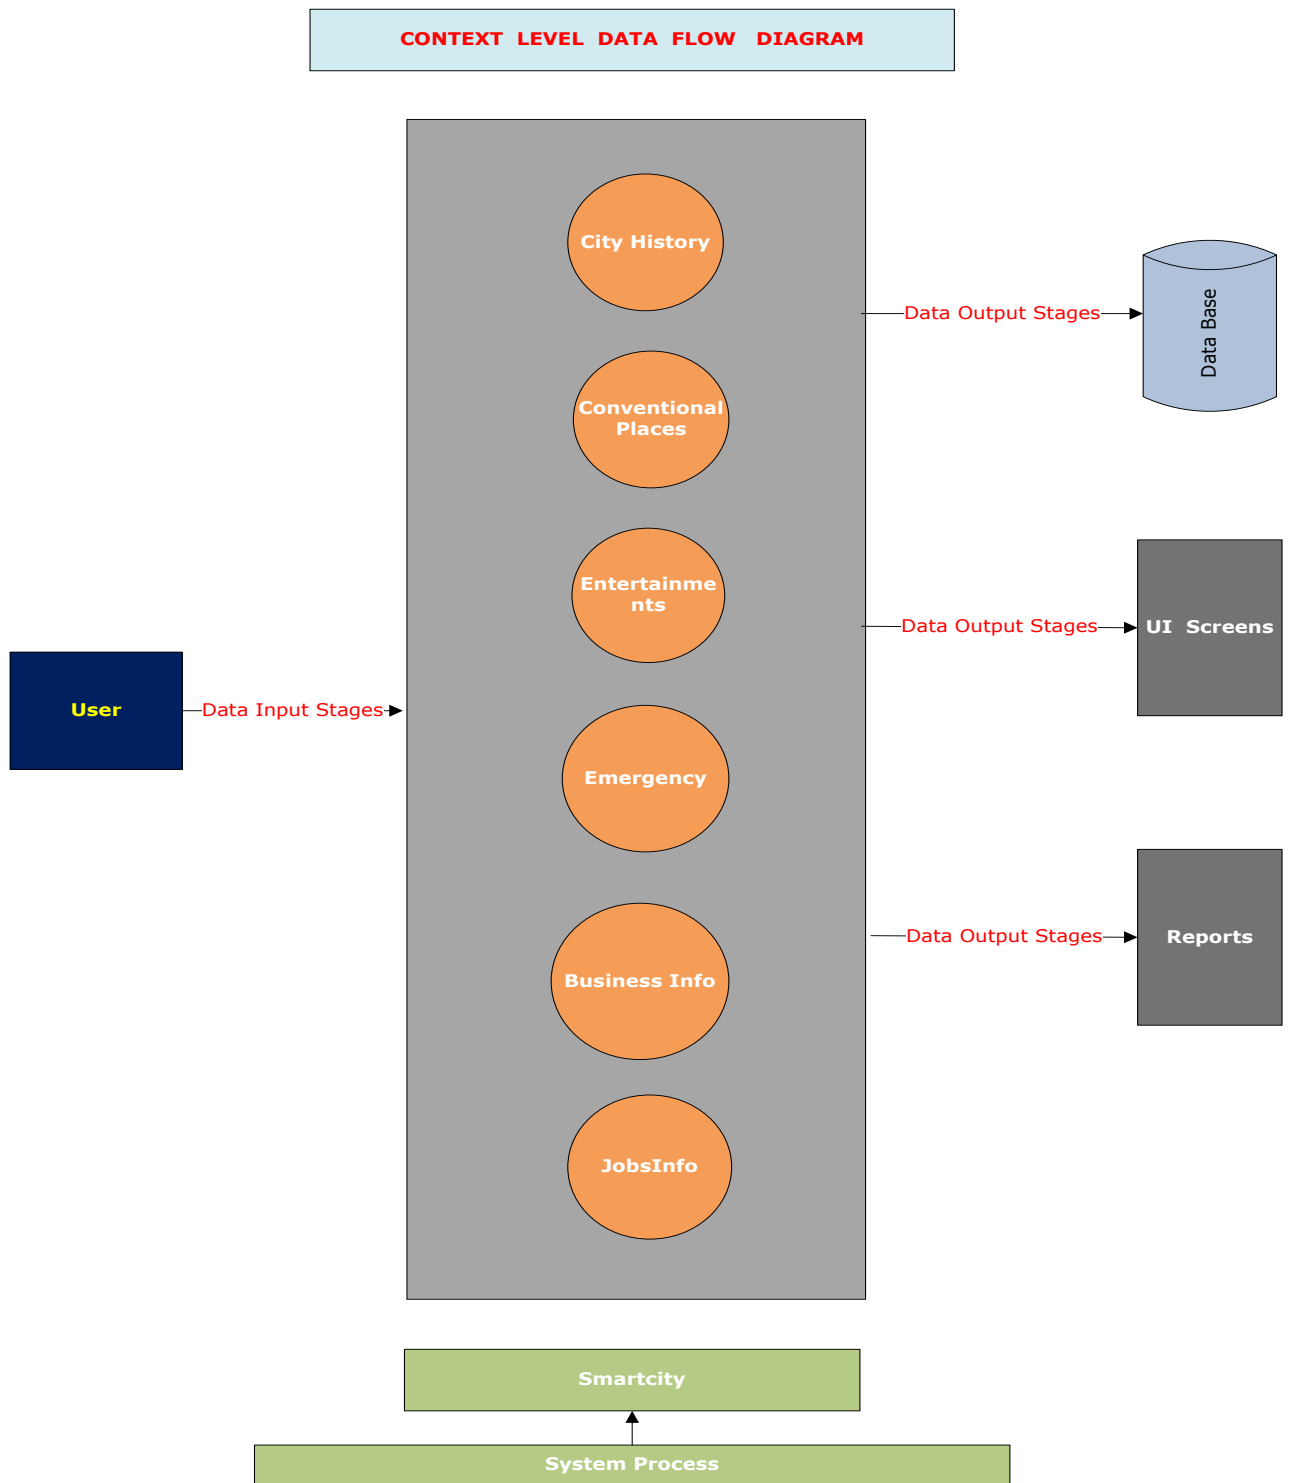 CONTEXT LEVEL DATA FLOW DIAGRAM
City History
Data Output Stages
Data Base
Conventional
Places
Entertainme
nts
Data Output Stages
UI Screens
User
Data Input Stages
Emergency
Data Output Stages
Reports
Business Info
JobsInfo
Smartcity
System Process